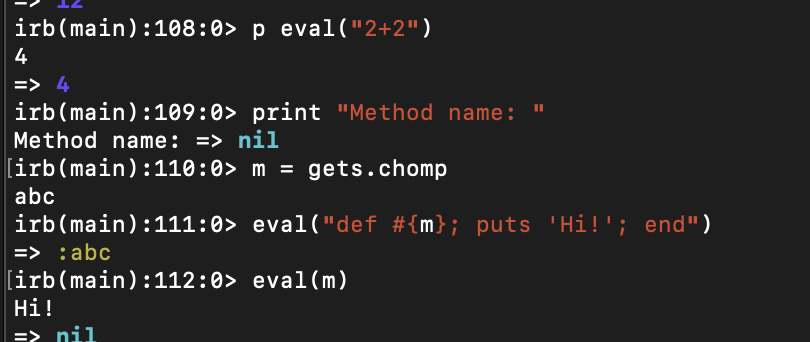 => 12
irb(main):108:0> p eval("2+2")
4
=> 4
irb(main):109:0> print "Method name: "
Method name: => nil
[irb(main):110:0> m = gets.chomp
abc
irb(main):111:0> eval("def #{m}; puts 'Hi!'; end")
=> :abc
[irb(main):112:0> eval(m)
Hi!
=> nil